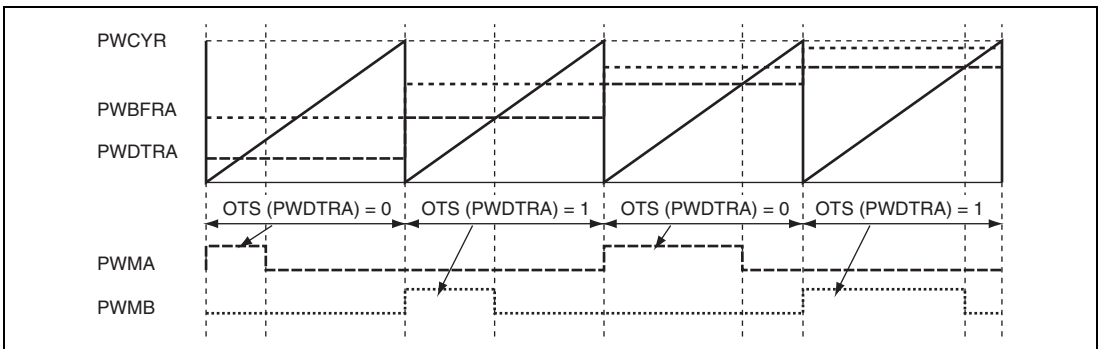 PWCYR
PWBFRA
PWDTRA
OTS (PWDTRA) = 0 OTS (PWDTRA) = 1 OTS (PWDTRA) = 0 OTS (PWDTRA) = 1
PWMA
PWMB